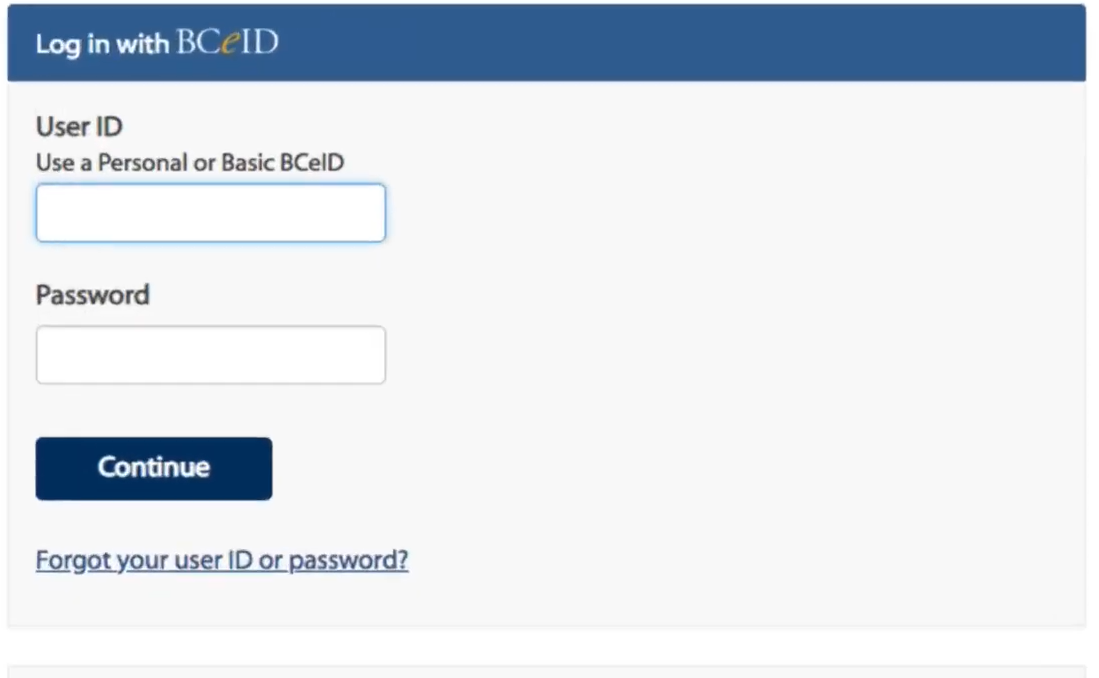 Log in with BCeID
User ID
Use a Personal or Basic BCeID
Password
Continue
Forgot your user ID or password?